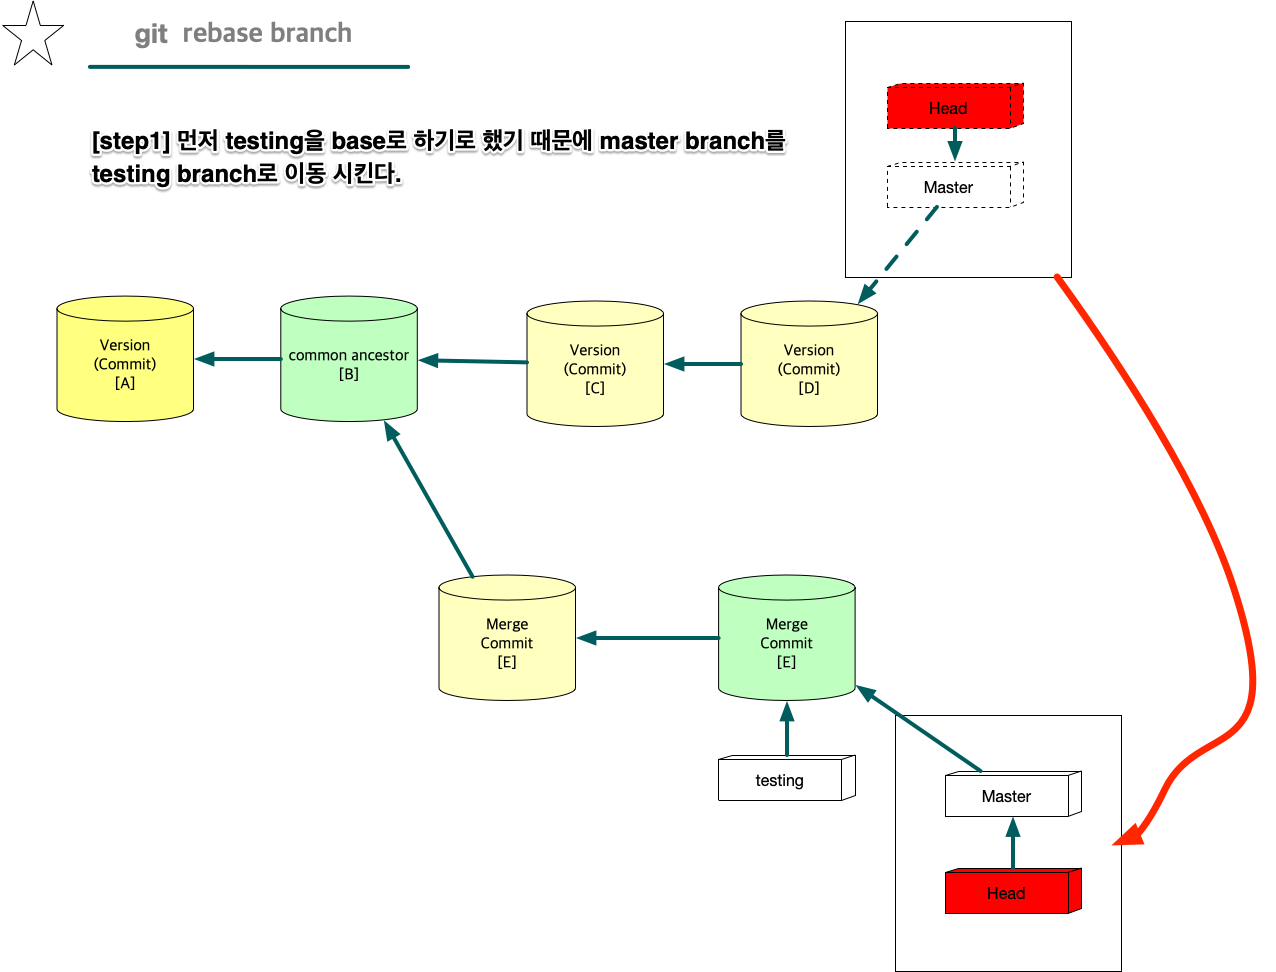 git rebase branch
[step1] 먼저 testing을 base로 하기로 했기 때문에 master branch를
testing branch로 이동 시킨다.
Head
Master
Version
(Commit)
[A]
common ancestor
[B]
Version
(Commit)
[C]
Version
(Commit)
[D]
Merge
Commit
[E]
Merge
Commit
[E]
testing
Master
Head